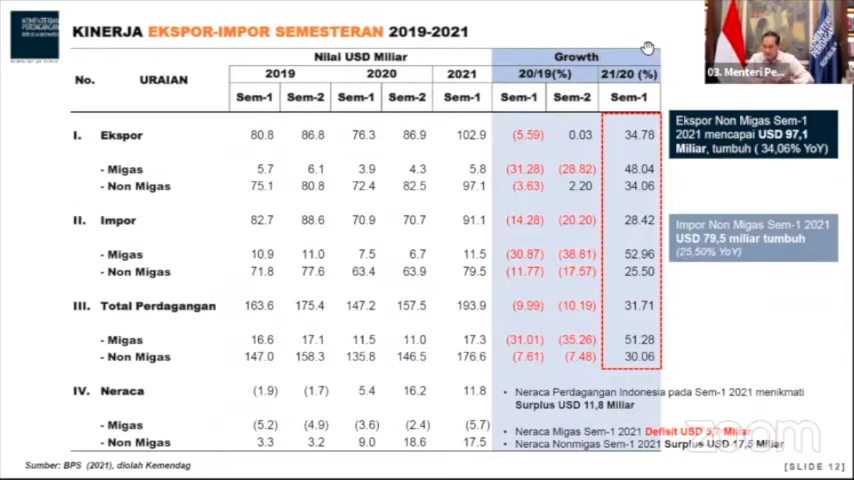 KEMENTERIAN
PERDAGANGAN
REPUBLIK INDONESIA
KINERJA EKSPOR-IMPOR SEMESTERAN 2019-2021
03. Menteri Pe...
No. URAIAN Nilai USD Miliar Growth
2019 2020 2021 20/19(%) 21/20 (%)
Sem-1 Sem-2 Sem-1 Sem-2 Sem-1 Sem-1 Sem-2 Sem-1
I. Ekspor 80.8 86.8 76.3 86.9 102.9 (5.59) 0.03 34.78
- Migas 5.7 6.1 3.9 4.3 5.8 (31.28) (28.82) 48.04
- Non Migas 75.1 80.8 72.4 82.5 97.1 (3.63) 2.20 34.06
II. Impor 82.7 88.6 70.9 70.7 91.1 (14.28) (20.20) 28.42
- Migas 10.9 11.0 7.5 6.7 11.5 (30.87) (38.81) 52.96
- Non Migas 71.8 77.6 63.4 63.9 79.5 (11.77) (17.57) 25.50
III. Total Perdagangan 163.6 175.4 147.2 157.5 193.9 (9.99) (10.19) 31.71
- Migas 16.6 17.1 11.5 11.0 17.3 (31.01) (35.26) 51.28
- Non Migas 147.0 158.3 135.8 146.5 176.6 (7.61) (7.48) 30.06
IV. Neraca (1.9) (1.7) 5.4 16.2 11.8
- Migas (5.2) (4.9) (3.6) (2.4) (5.7)
- Non Migas 3.3 3.2 9.0 18.6 17.5
Ekspor Non Migas Sem-1
2021 mencapai USD 97,1
Miliar, tumbuh ( 34,06% YoY)
Impor Non Migas Sem-1 2021
USD 79,5 miliar tumbuh
(25,50% YoY)
• Neraca Perdagangan Indonesia pada Sem-1 2021 menikmati
Surplus USD 11,8 Miliar
• Neraca Migas Sem-1 2021 Defisit USD 5,7 Miliar
• Neraca Nonmigas Sem-1 2021 Surplus USD 17,5 Miliar
zoom
Sumber: BPS (2021), diolah Kemendag
[SLIDE 12]